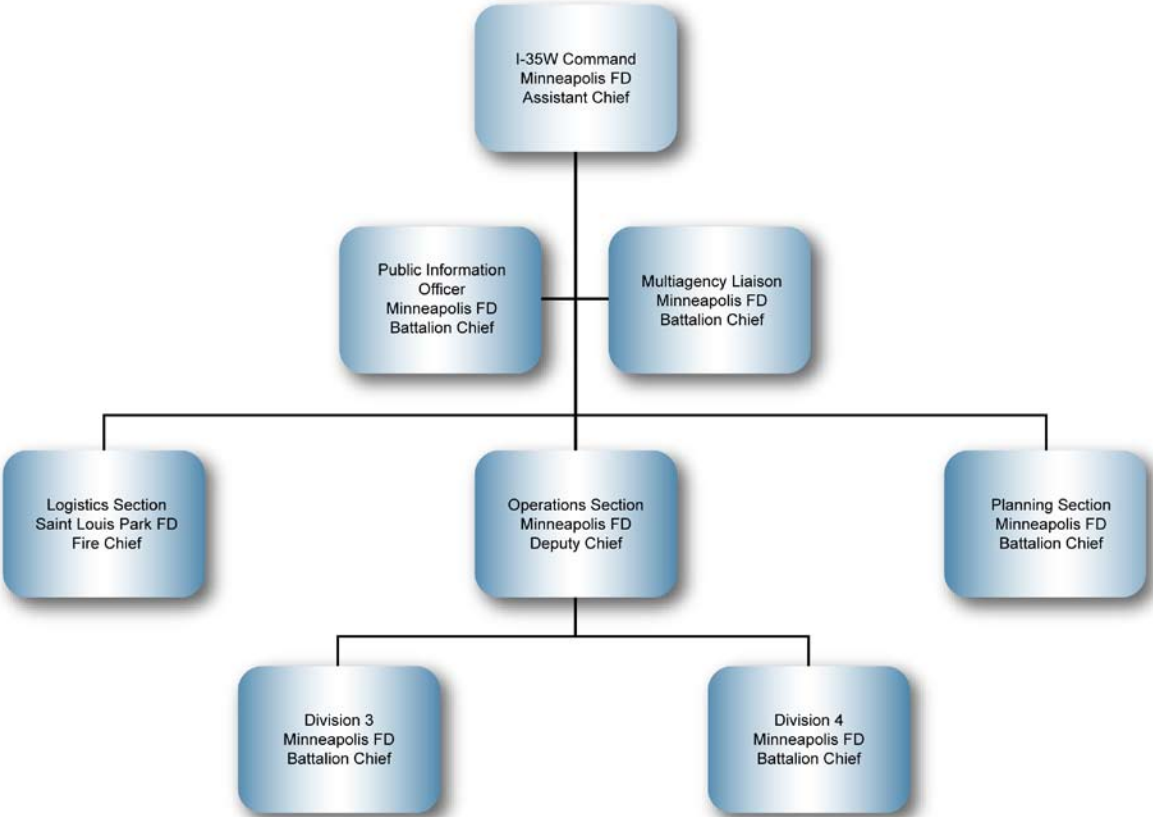 I-35W Command
Minneapolis FD
Assistant Chief
Public Information
Officer
Minneapolis FD
Battalion Chief
Multiagency Liaison
Minneapolis FD
Battalion Chief
Logistics Section
Saint Louis Park FD
Fire Chief
Operations Section
Minneapolis FD
Deputy Chief
Planning Section
Minneapolis FD
Battalion Chief
Division 3
Minneapolis FD
Battalion Chief
Division 4
Minneapolis FD
Battalion Chief